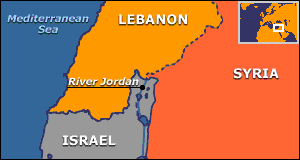 LEBANON
Mediterranean
Sea
River Jordan
SYRIA
ISRAEL